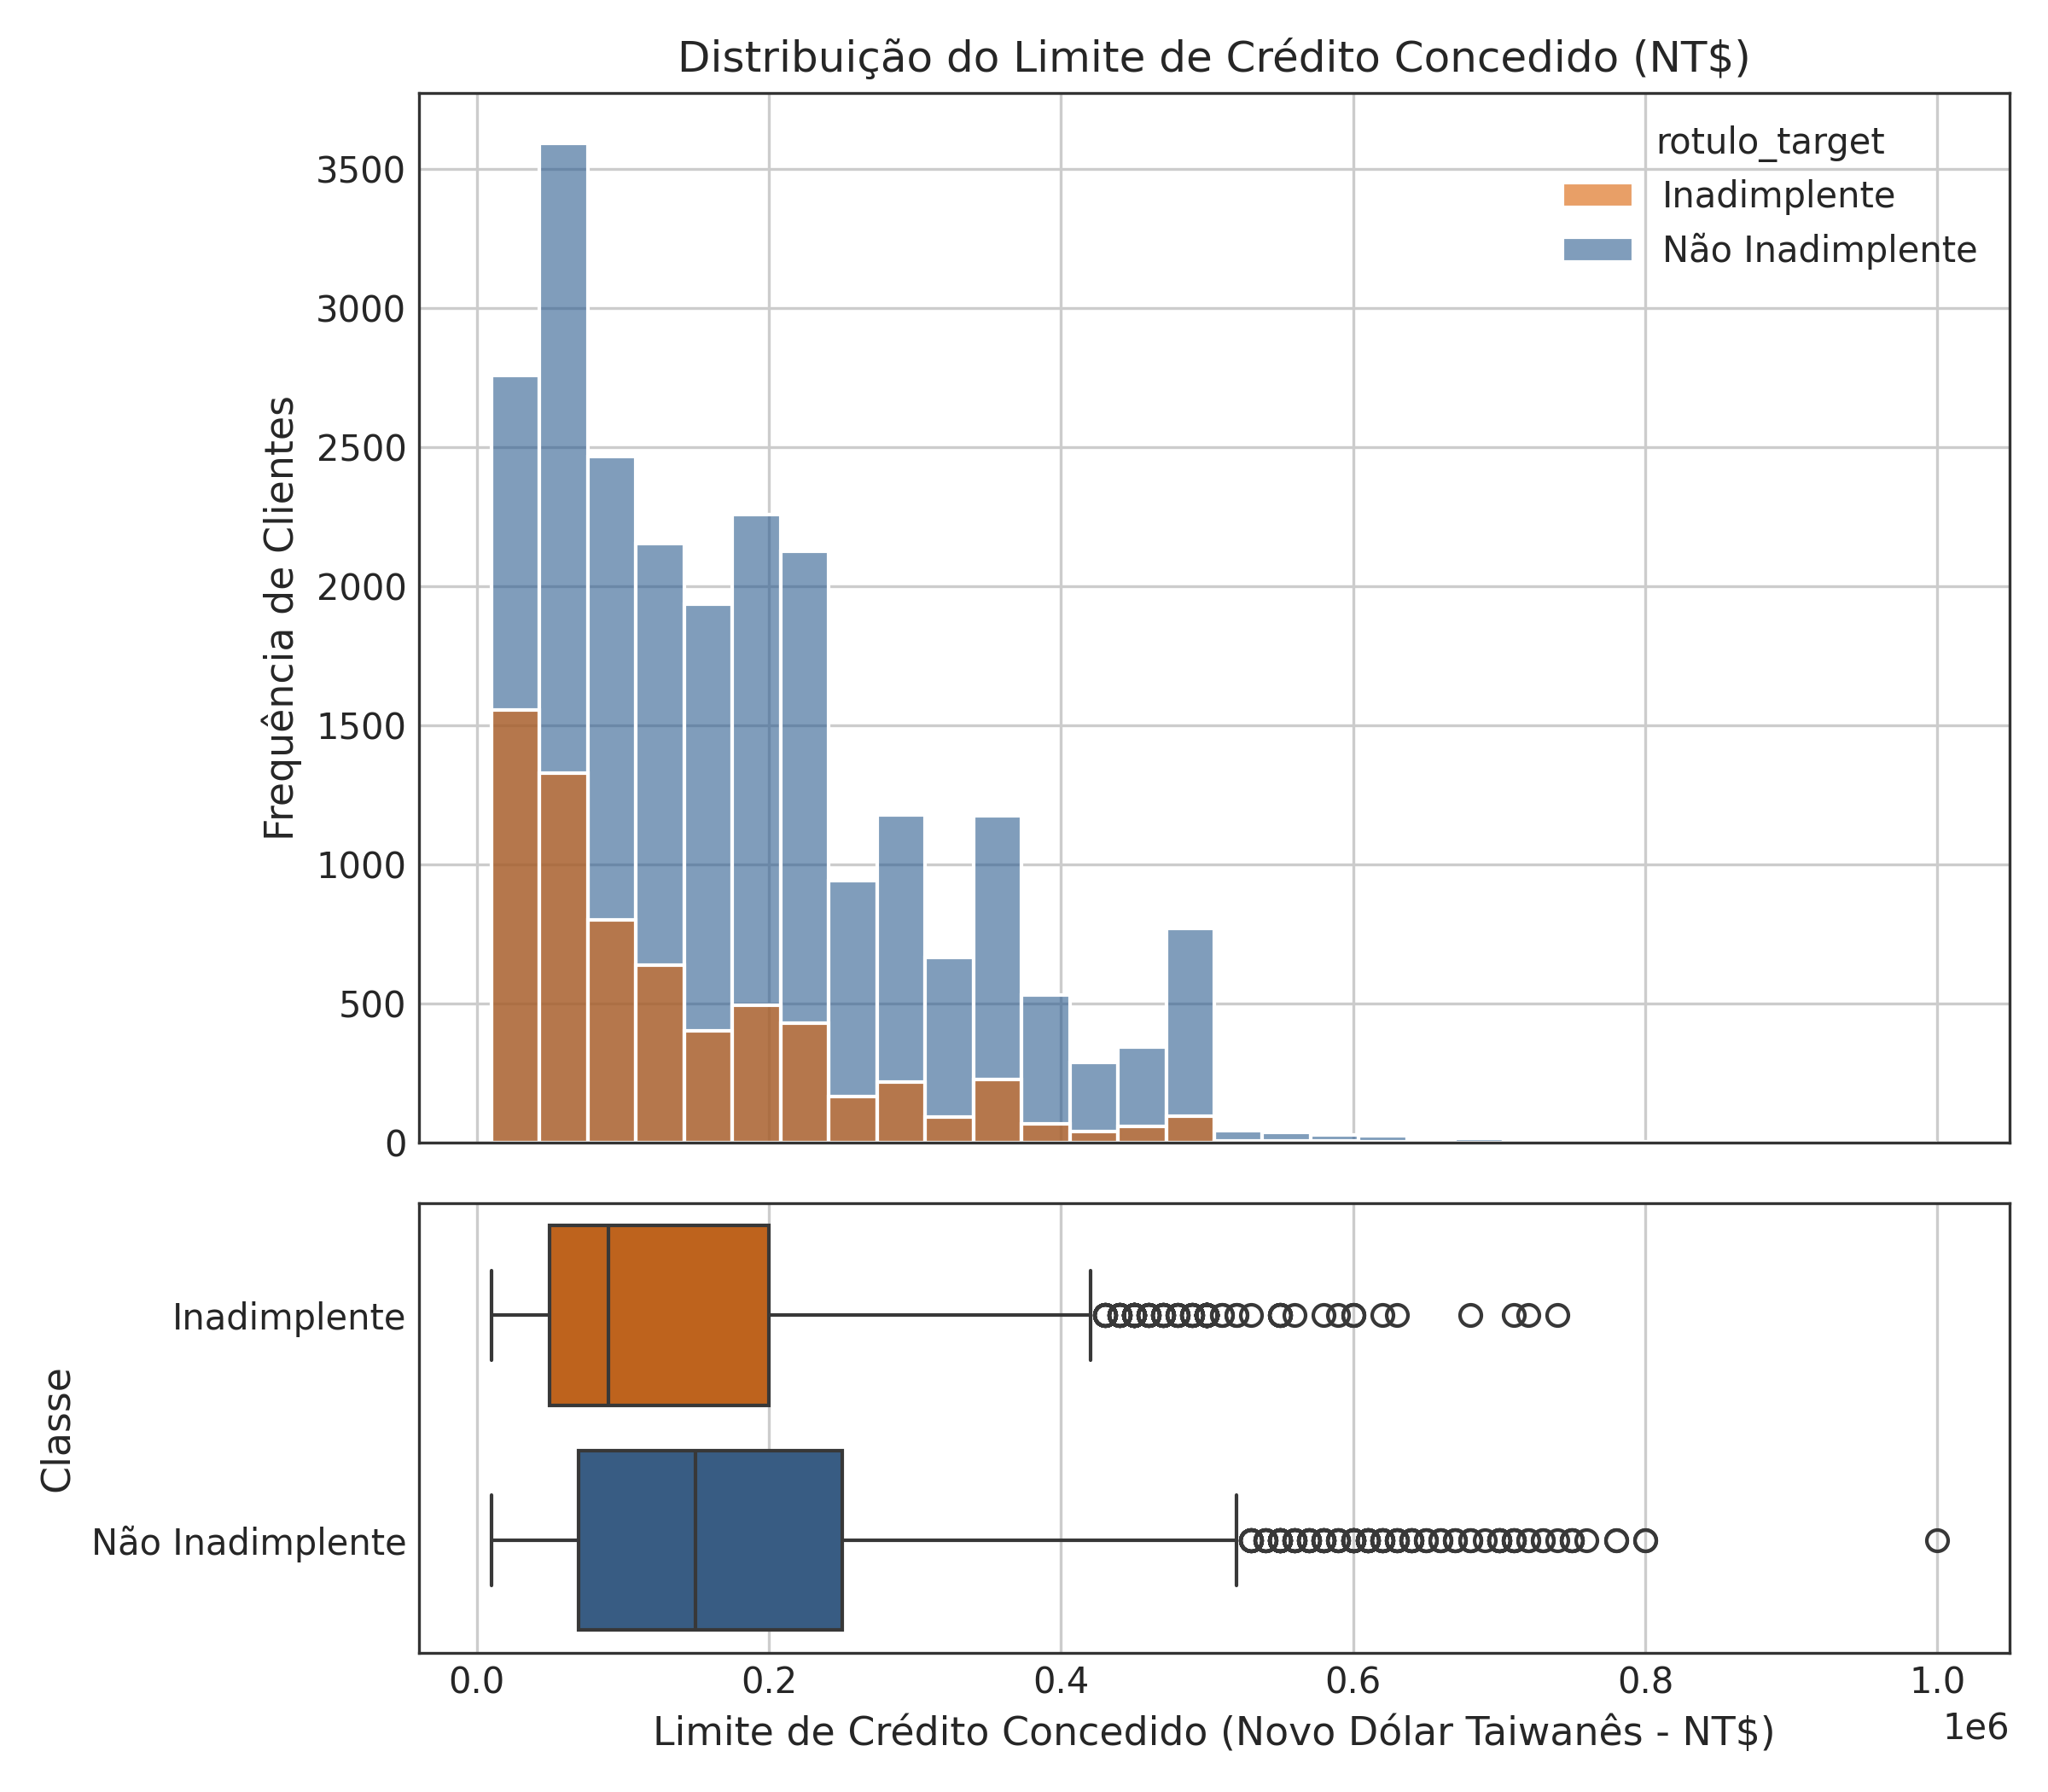 Distribuição do Limite de Crédito Concedido (NT$)
rotulo_target
Inadimplente
Não Inadimplente
Frequência de Clientes
3500
3000
2500
2000
1500
1000
500
0
Classe
Inadimplente
Não Inadimplente
0.0 0.2 0.4 0.6 0.8 1.0
1e6
Limite de Crédito Concedido (Novo Dólar Taiwanês - NT$)